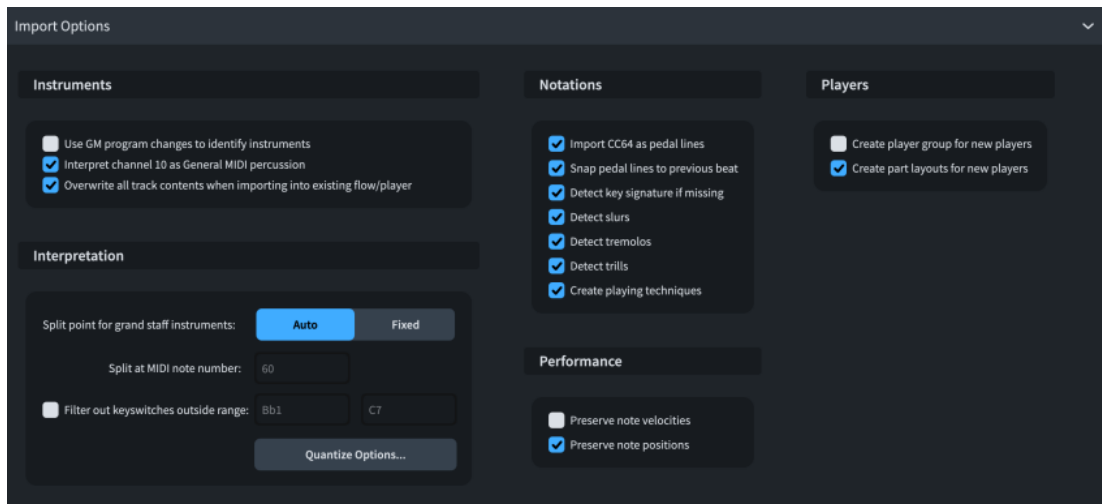 Import Options
Instruments
Use GM program changes to identify instruments
Interpret channel 10 as General MIDI percussion
Overwrite all track contents when importing into existing flow/player
Interpretation
Split point for grand staff instruments: Auto Fixed
Split at MIDI note number: 60
Filter out keyswitches outside range: Bb1 C7
Quantize Options...
Notations
Import CC64 as pedal lines
Snap pedal lines to previous beat
Detect key signature if missing
Detect slurs
Detect tremolos
Detect trills
Create playing techniques
Performance
Preserve note velocities
Preserve note positions
Players
Create player group for new players
Create part layouts for new players